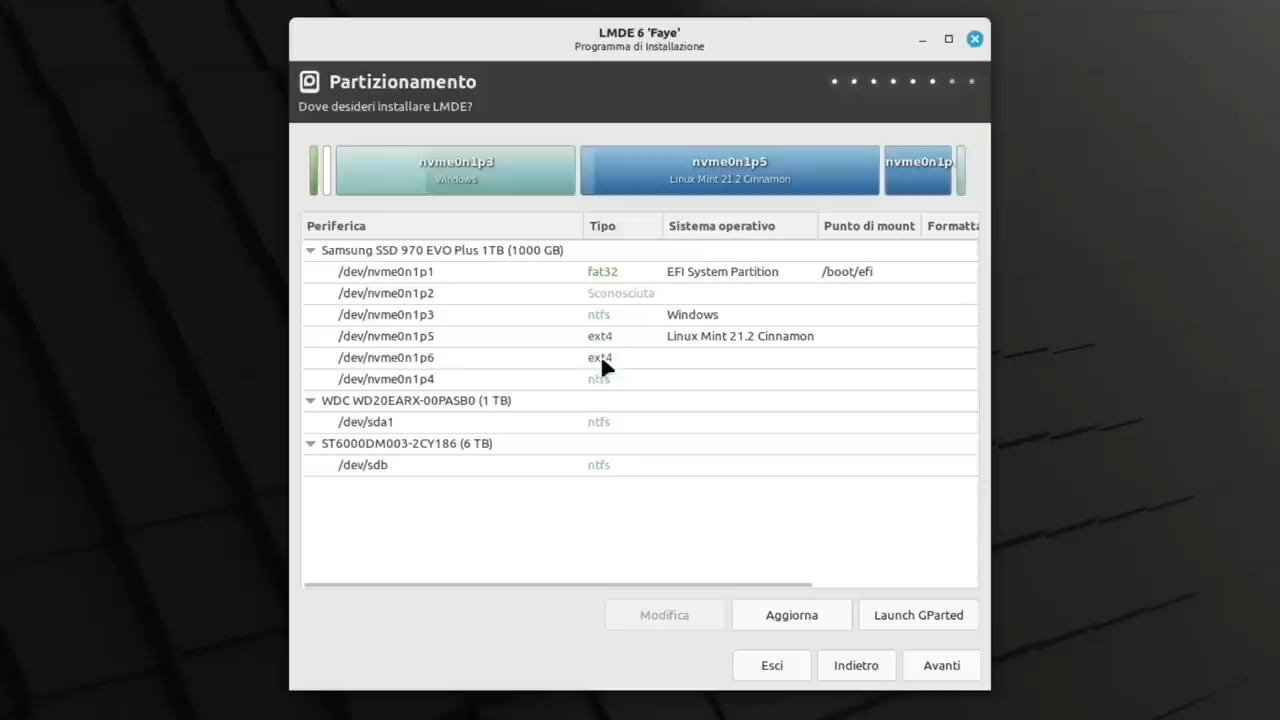 LMDE 6 'Faye'
Programma di Installazione
Partizionamento
Dove desideri installare LMDE?
nvme0n1p3
Windows
nvme0n1p5
Linux Mint 21.2 Cinnamon
nvme0n1p
Periferica Tipo Sistema operativo Punto di mount Formatta
Samsung SSD 970 EVO Plus 1TB (1000 GB)
/dev/nvme0n1p1 fat32 EFI System Partition /boot/efi
/dev/nvme0n1p2 Sconosciuta
/dev/nvme0n1p3 ntfs Windows
/dev/nvme0n1p5 ext4 Linux Mint 21.2 Cinnamon
/dev/nvme0n1p6 ext4
/dev/nvme0n1p4 ntfs
WDC WD20EARX-00PASB0 (1 TB)
/dev/sda1 ntfs
ST6000DM003-2CY186 (6 TB)
/dev/sdb ntfs
Modifica Aggiorna Launch GParted
Esci Indietro Avanti